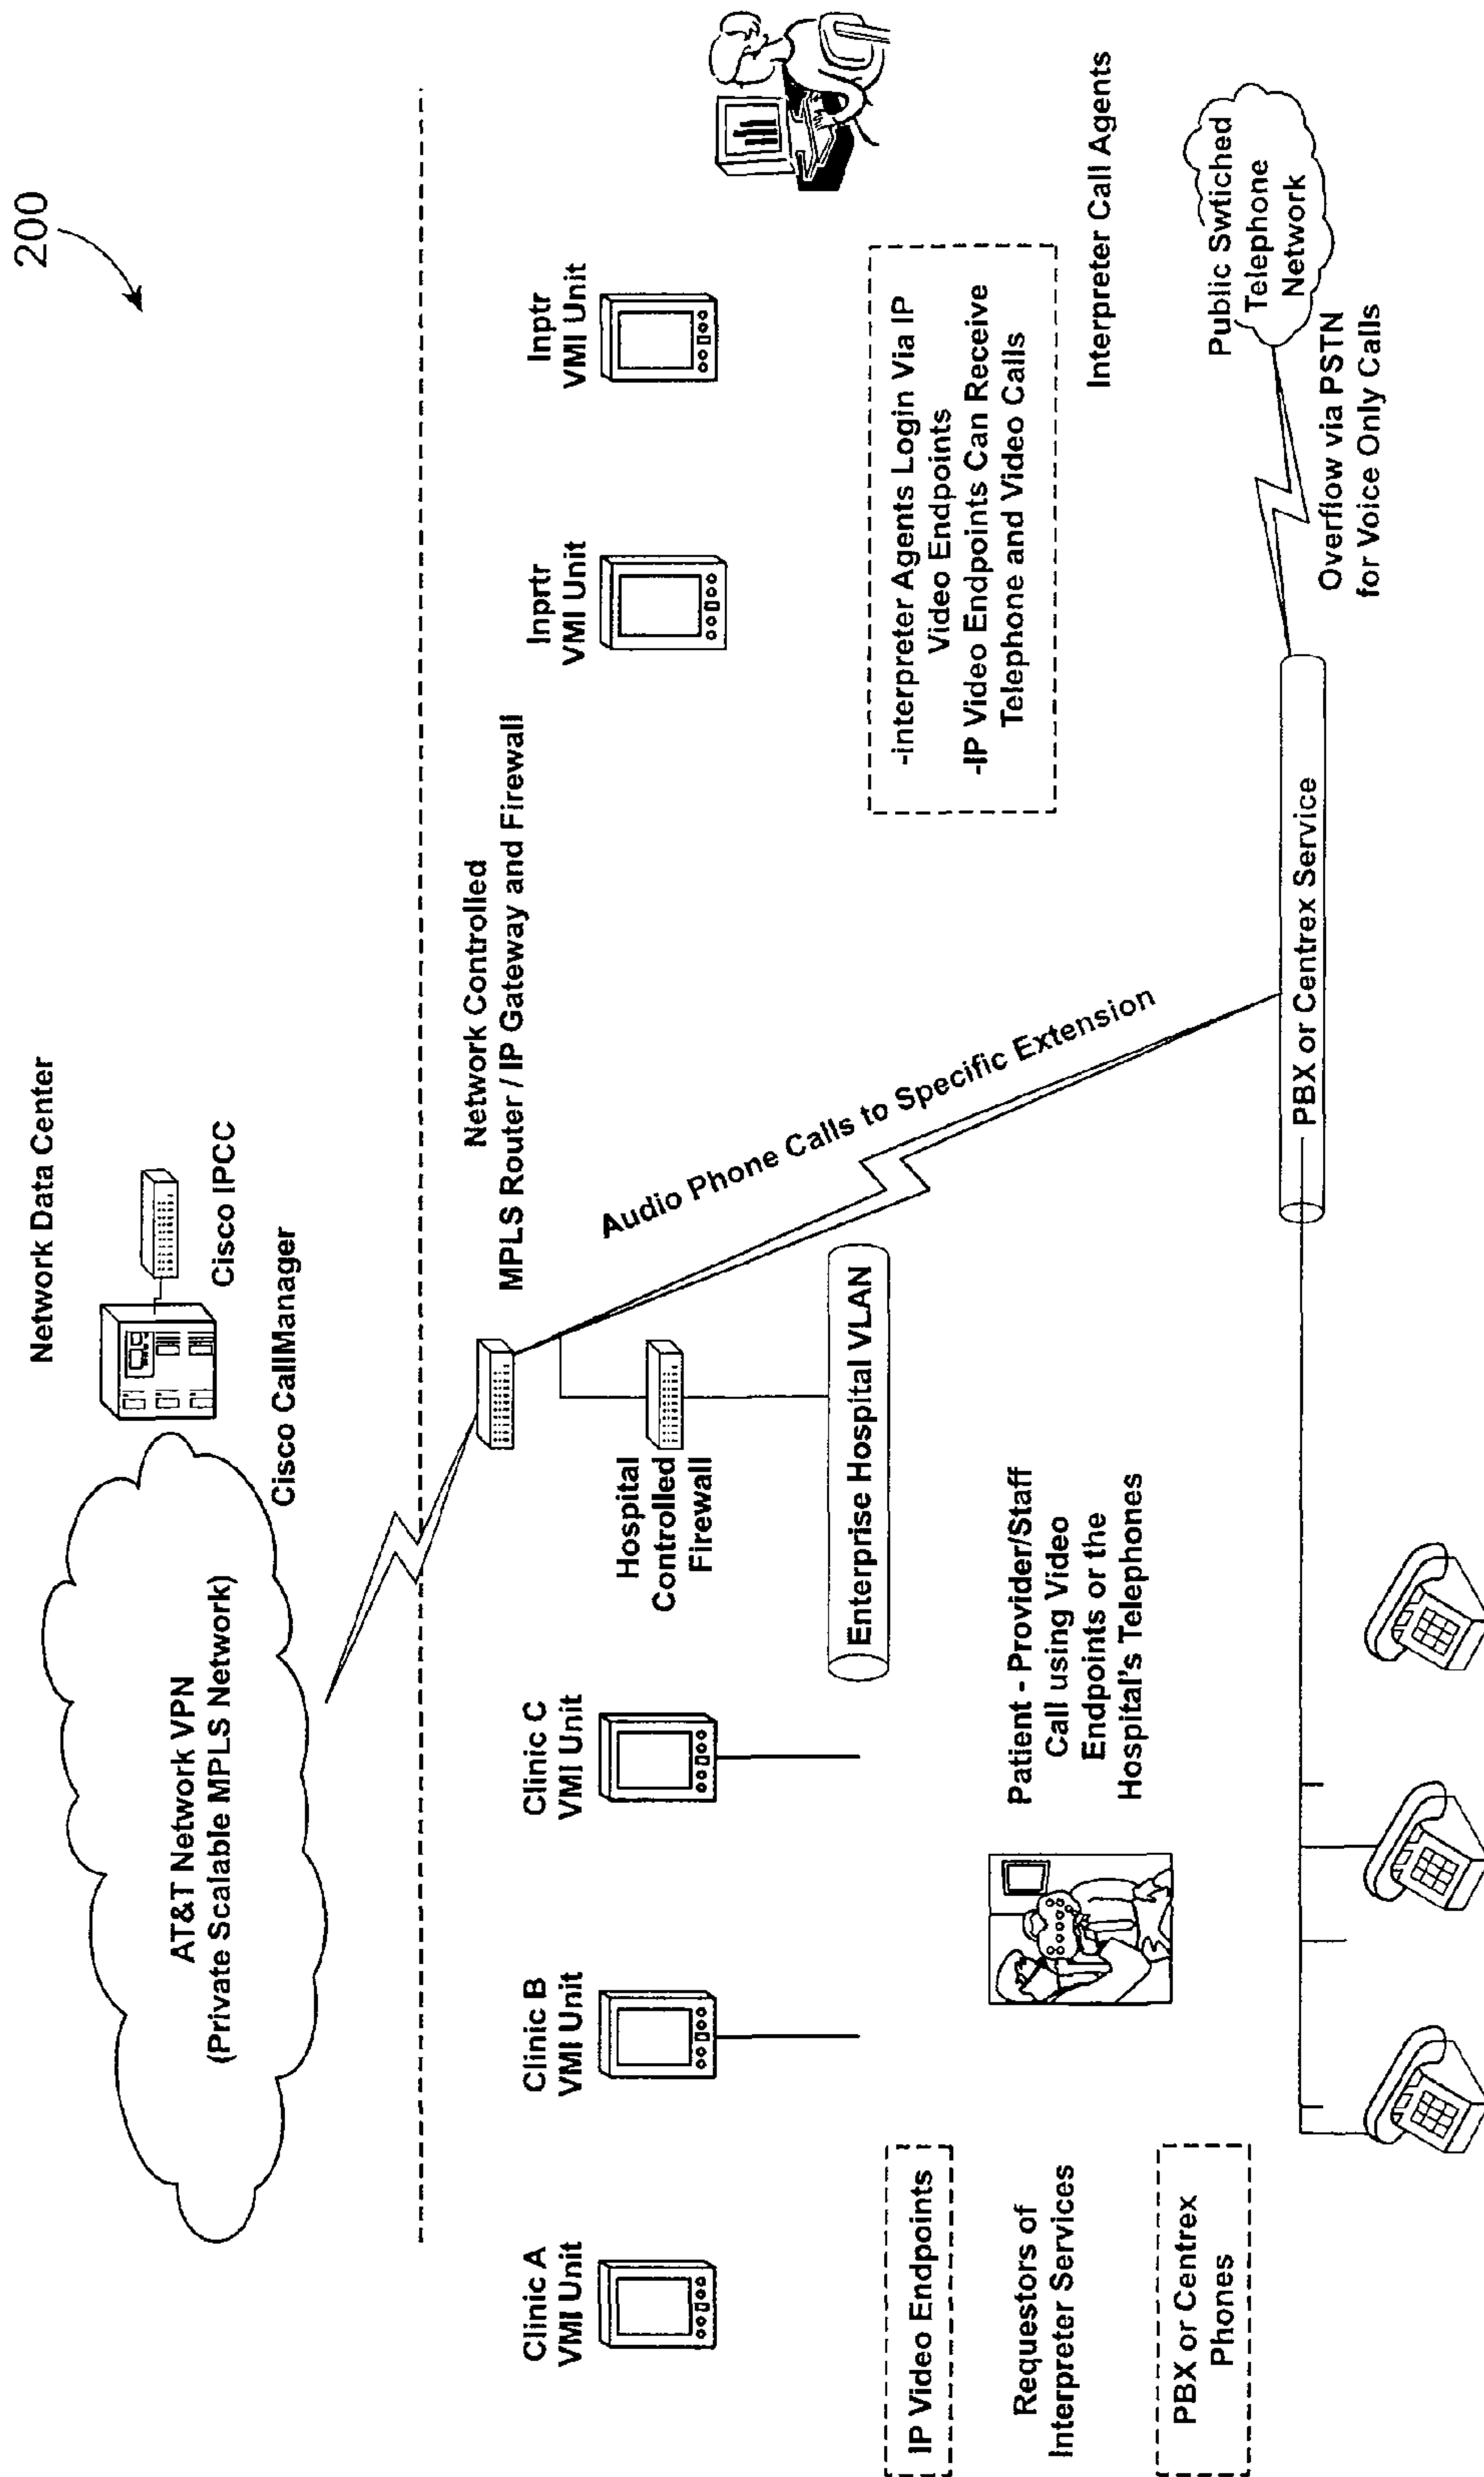 200
Network Data Center
AT&T Network VPN
(Private Scalable MPLS Network)
Cisco IPCC
Cisco CallManager
Network Controlled
MPLS Router / IP Gateway and Firewall
Clinic A
VMI Unit
Clinic B
VMI Unit
Clinic C
VMI Unit
Inprtr
VMI Unit
Inptr
VMI Unit
Hospital
Controlled
Firewall
Audio Phone Calls to Specific Extension
Enterprise Hospital VLAN
IP Video Endpoints
-interpreter Agents Login Via IP
Video Endpoints
-IP Video Endpoints Can Receive
Telephone and Video Calls
Requestors of
Interpreter Services
Patient - Provider/Staff
Call using Video
Endpoints or the
Hospital's Telephones
Interpreter Call Agents
PBX or Centrex
Phones
PBX or Centrex Service
Public Swtiched
Telephone
Network
Overflow via PSTN
for Voice Only Calls